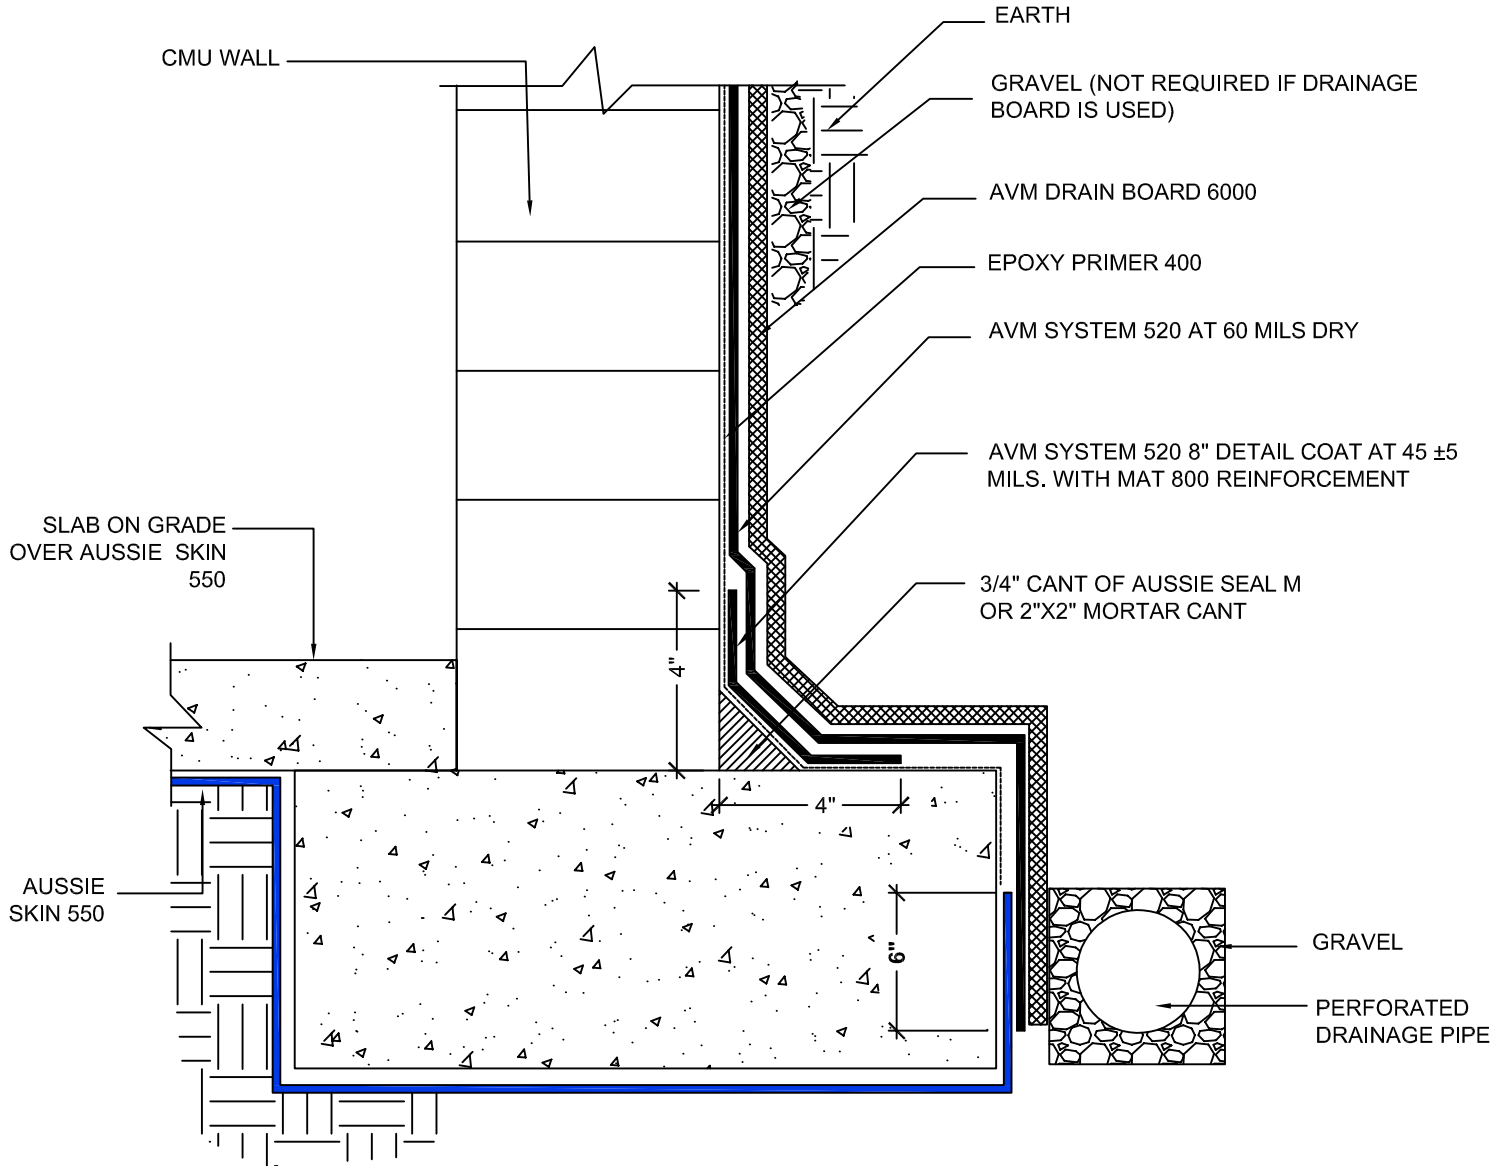 EARTH
CMU WALL
GRAVEL (NOT REQUIRED IF DRAINAGE
BOARD IS USED)
AVM DRAIN BOARD 6000
EPOXY PRIMER 400
AVM SYSTEM 520 AT 60 MILS DRY
AVM SYSTEM 520 8" DETAIL COAT AT 45 ±5
MILS. WITH MAT 800 REINFORCEMENT
SLAB ON GRADE
OVER AUSSIE SKIN
550
3/4" CANT OF AUSSIE SEAL M
OR 2"X2" MORTAR CANT
4"
4"
AUSSIE
SKIN 550
6"
GRAVEL
PERFORATED
DRAINAGE PIPE